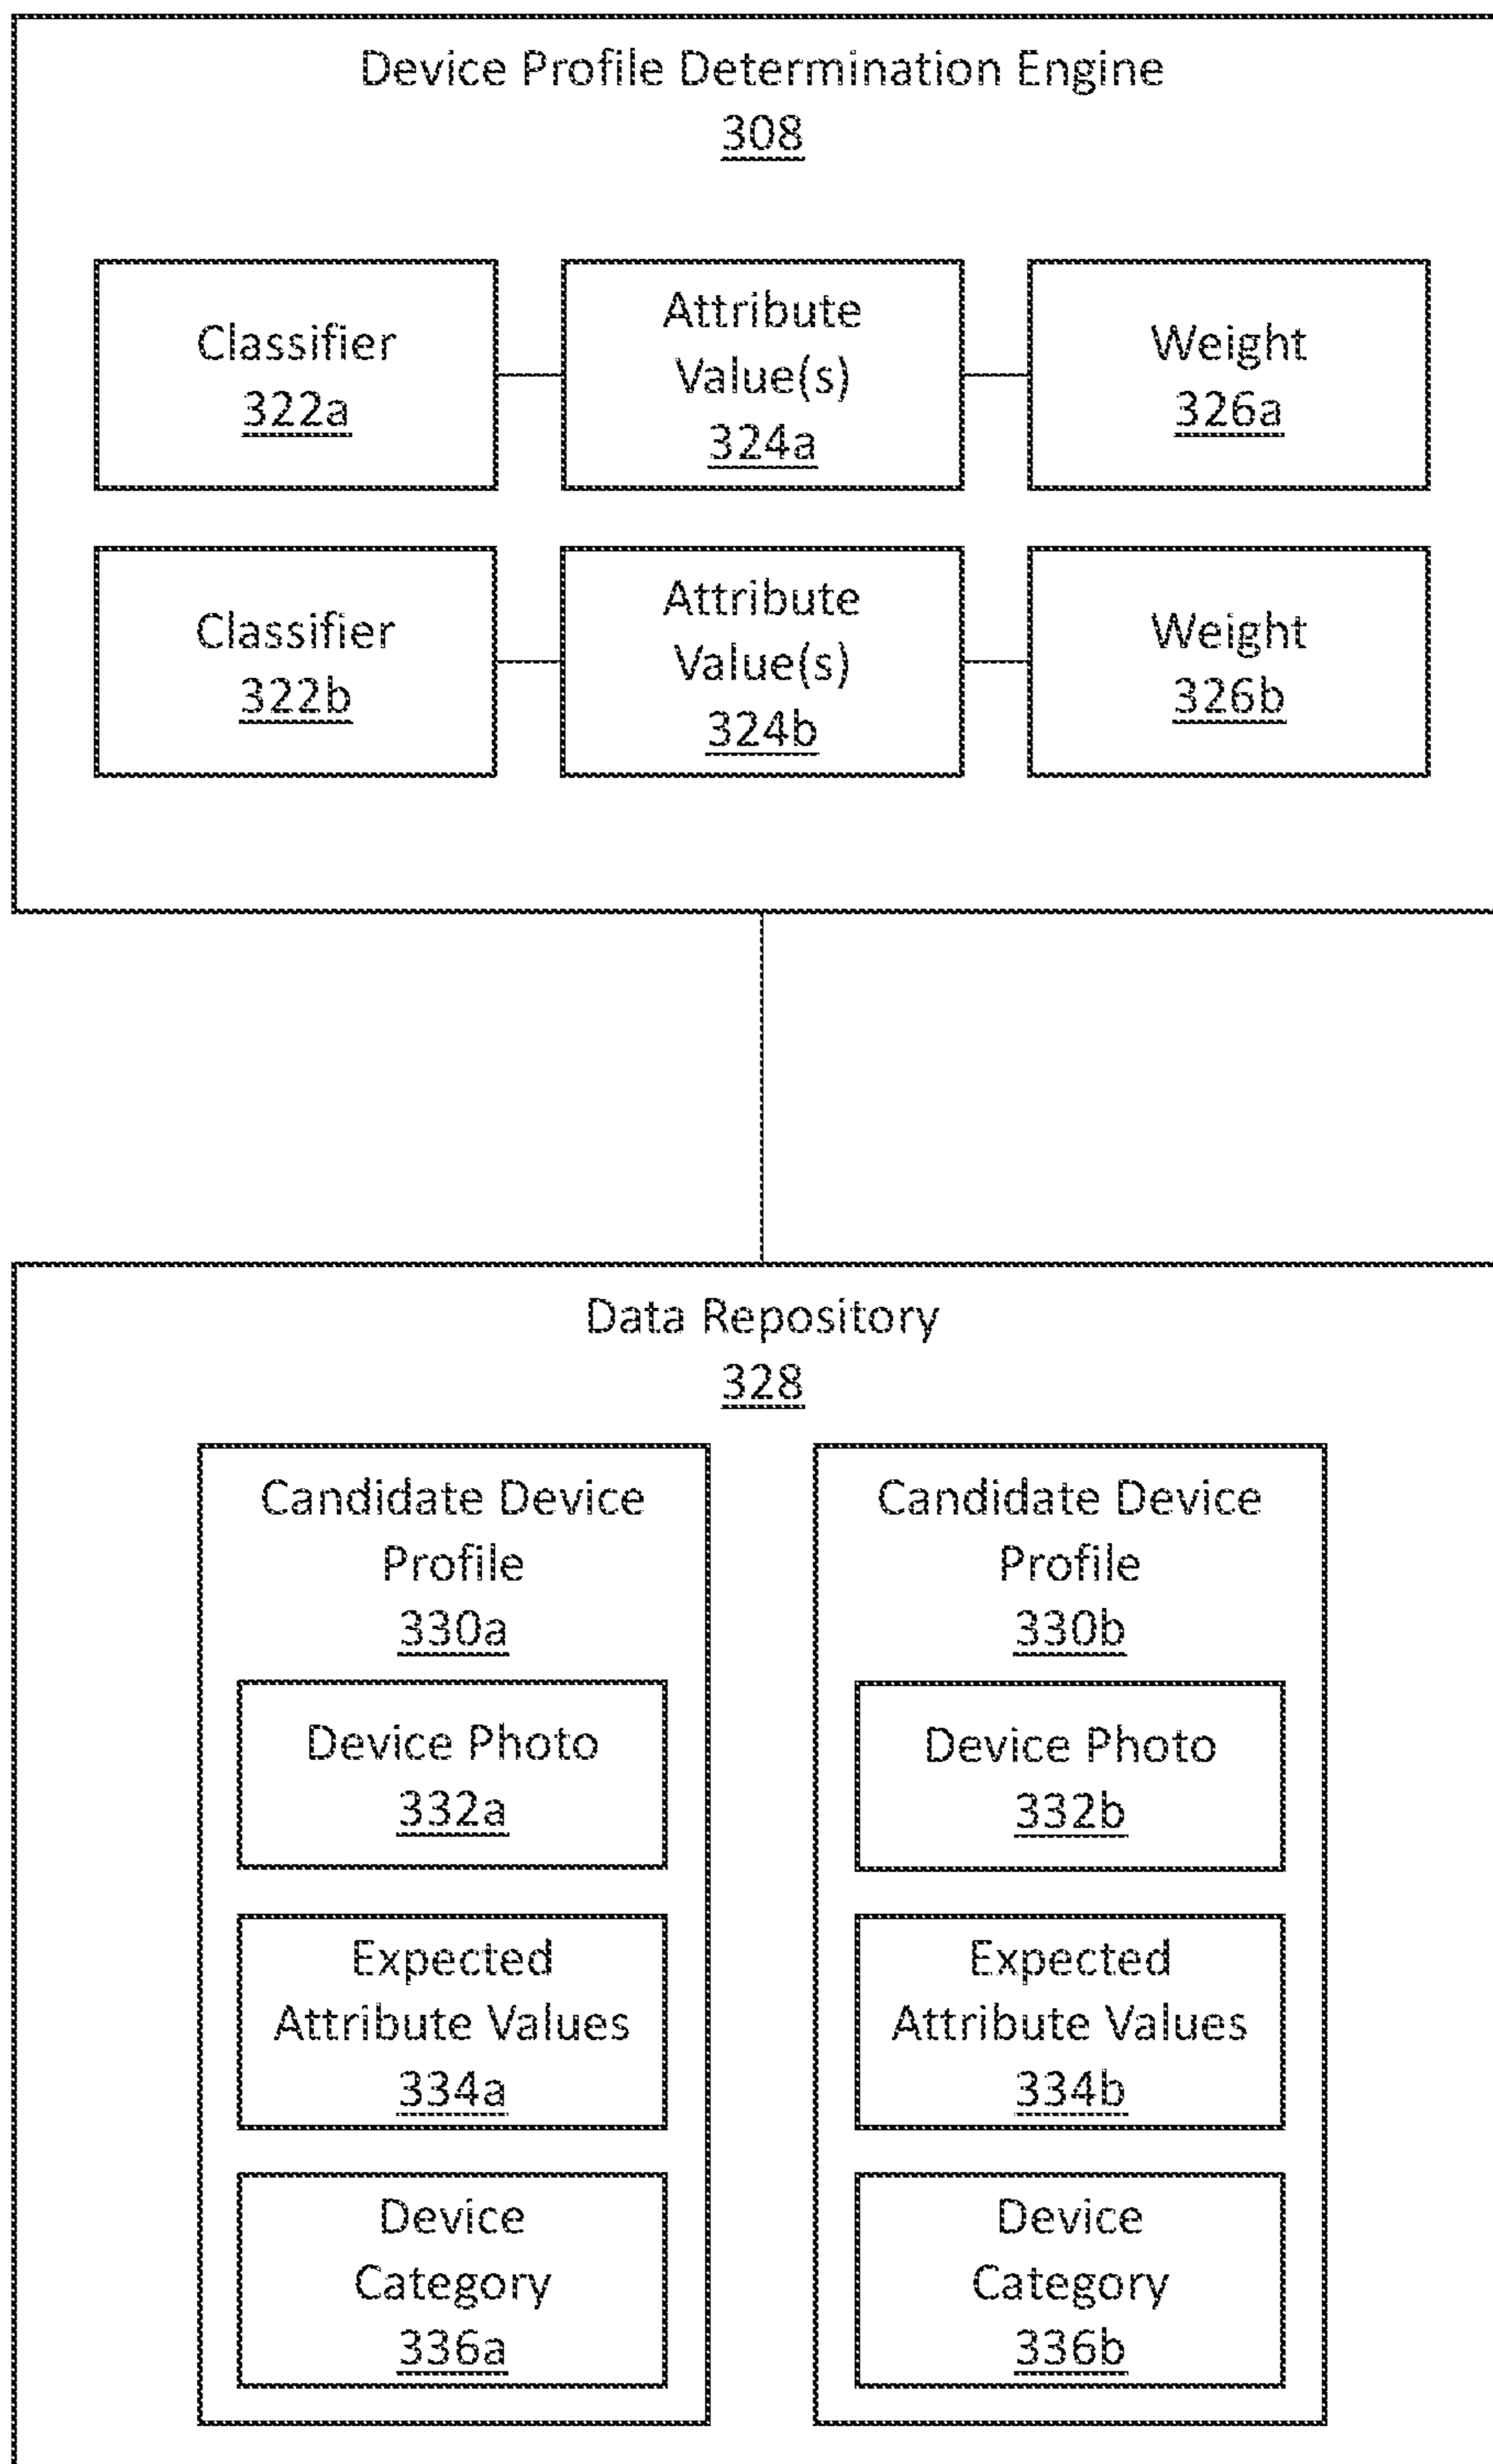 Device Profile Determination Engine
308
Classifier
322a
Attribute
Value(s)
324a
Weight
326a
Classifier
322b
Attribute
Value(s)
324b
Weight
326b
Data Repository
328
Candidate Device
Profile
330a
Device Photo
332a
Expected
Attribute Values
334a
Device
Category
336a
Candidate Device
Profile
330b
Device Photo
332b
Expected
Attribute Values
334b
Device
Category
336b